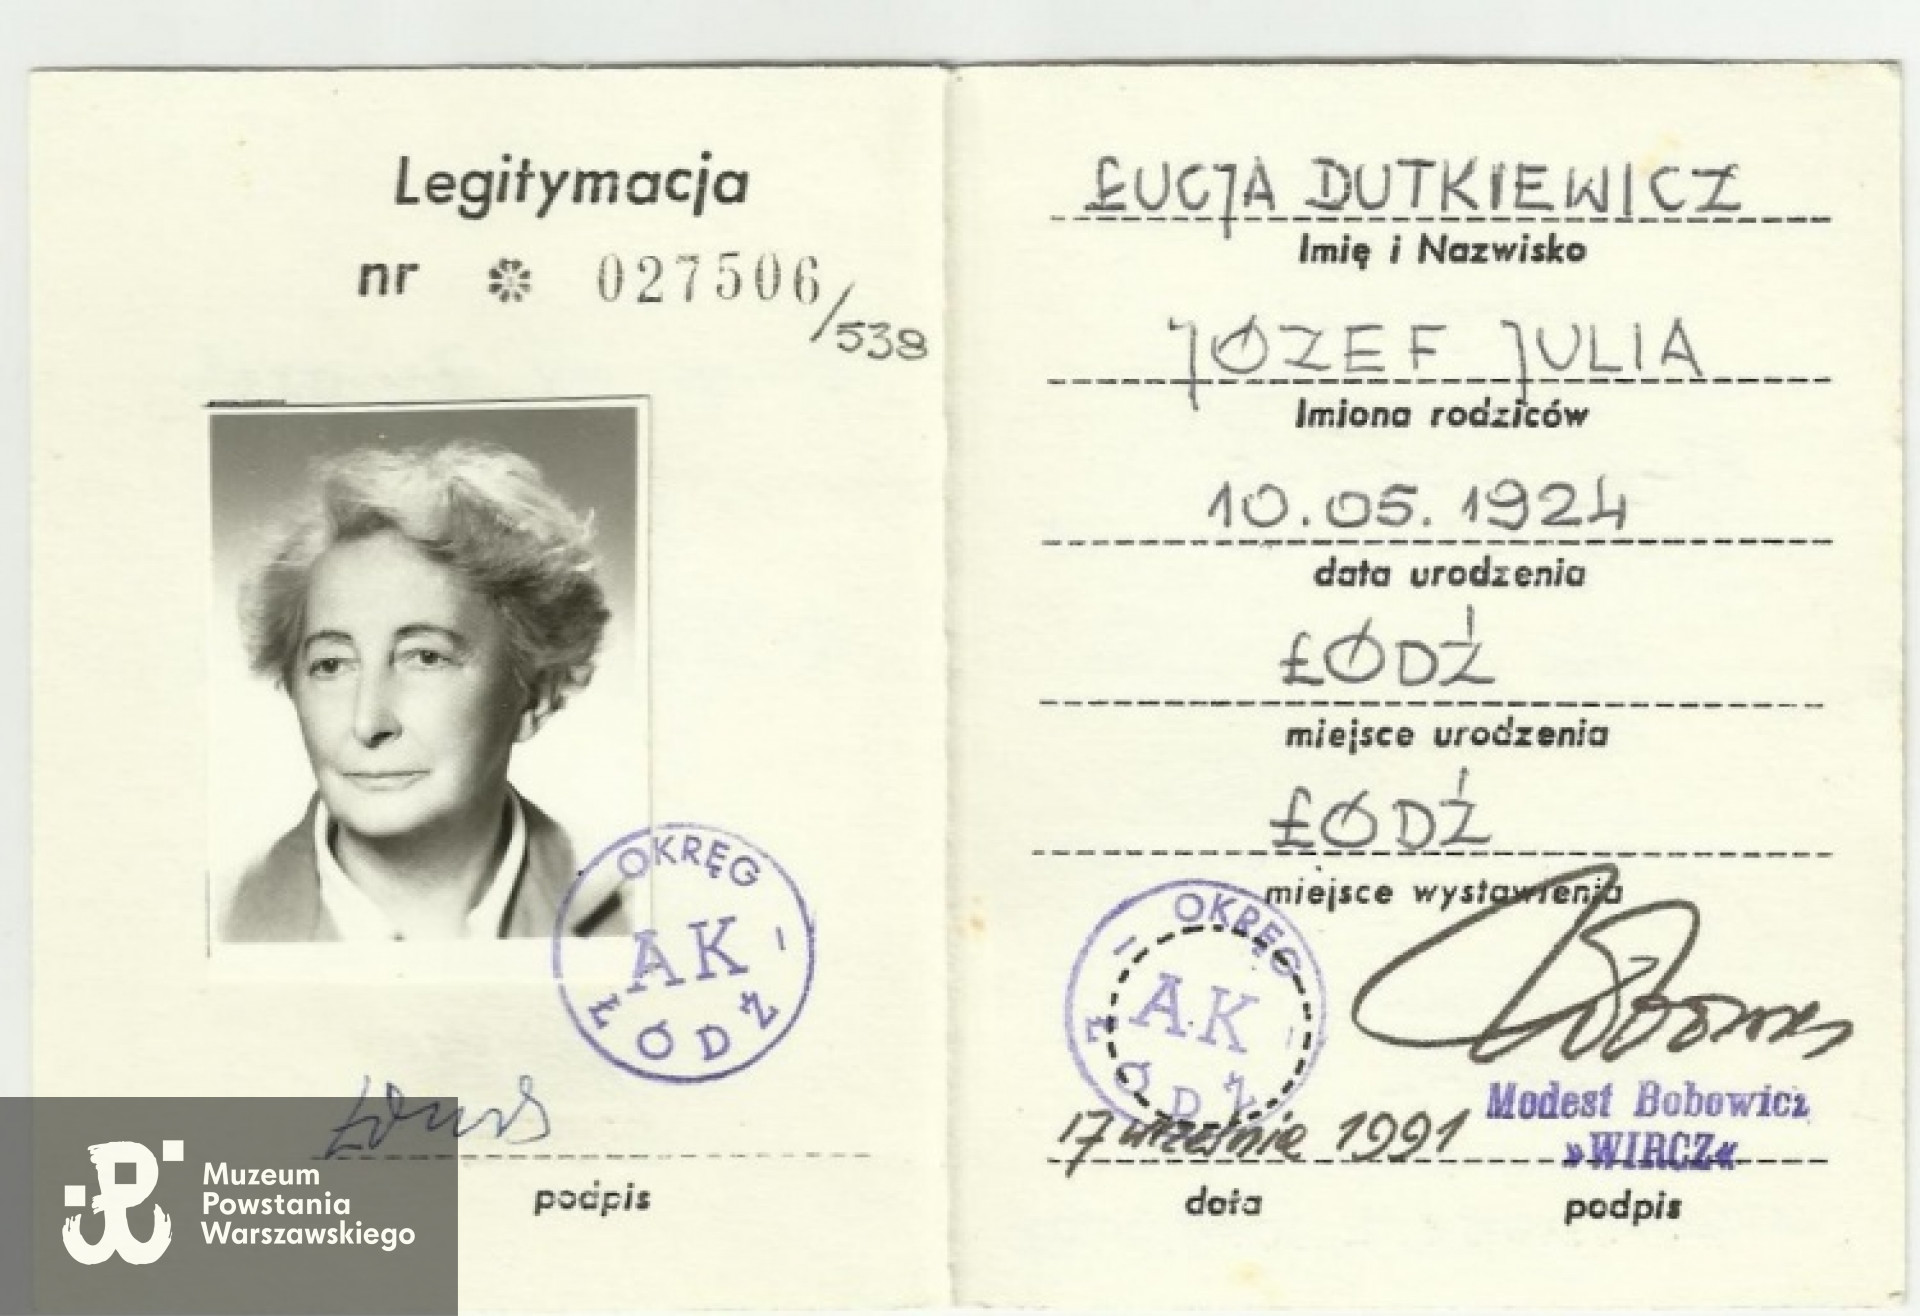 Legitymacja
nr * 027506/538
OKRĘG
AK
ŁÓDŹ
podpis
Muzeum
Powstania
Warszawskiego
ŁUCJA DUTKIEWICZ
Imię i Nazwisko
JÓZEF JULIA
Imiona rodziców
10.05.1924
data urodzenia
ŁÓDŹ
miejsce urodzenia
ŁÓDŹ
miejsce wystawienia
OKRĘG
AK
ŁÓDŹ
Modest Bobowicz
»WIRCZ«
17 wrześnie 1991
data
podpis